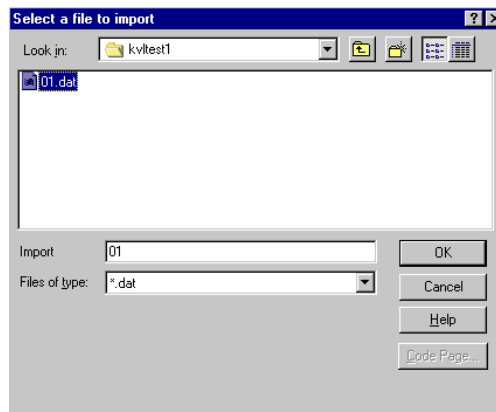 Select a file to import
Look in: kvltest1
01.dat
Import 01 OK
Files of type: *.dat Cancel
Help
Code Page...